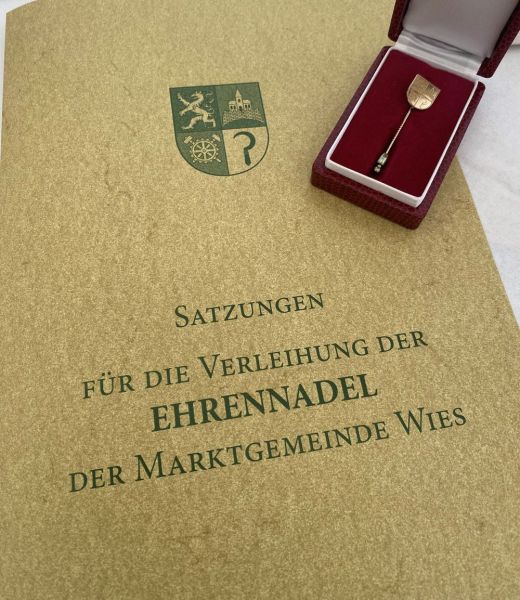 Satzungen
für die Verleihung der
EHRENNADEL
der Marktgemeinde Wies